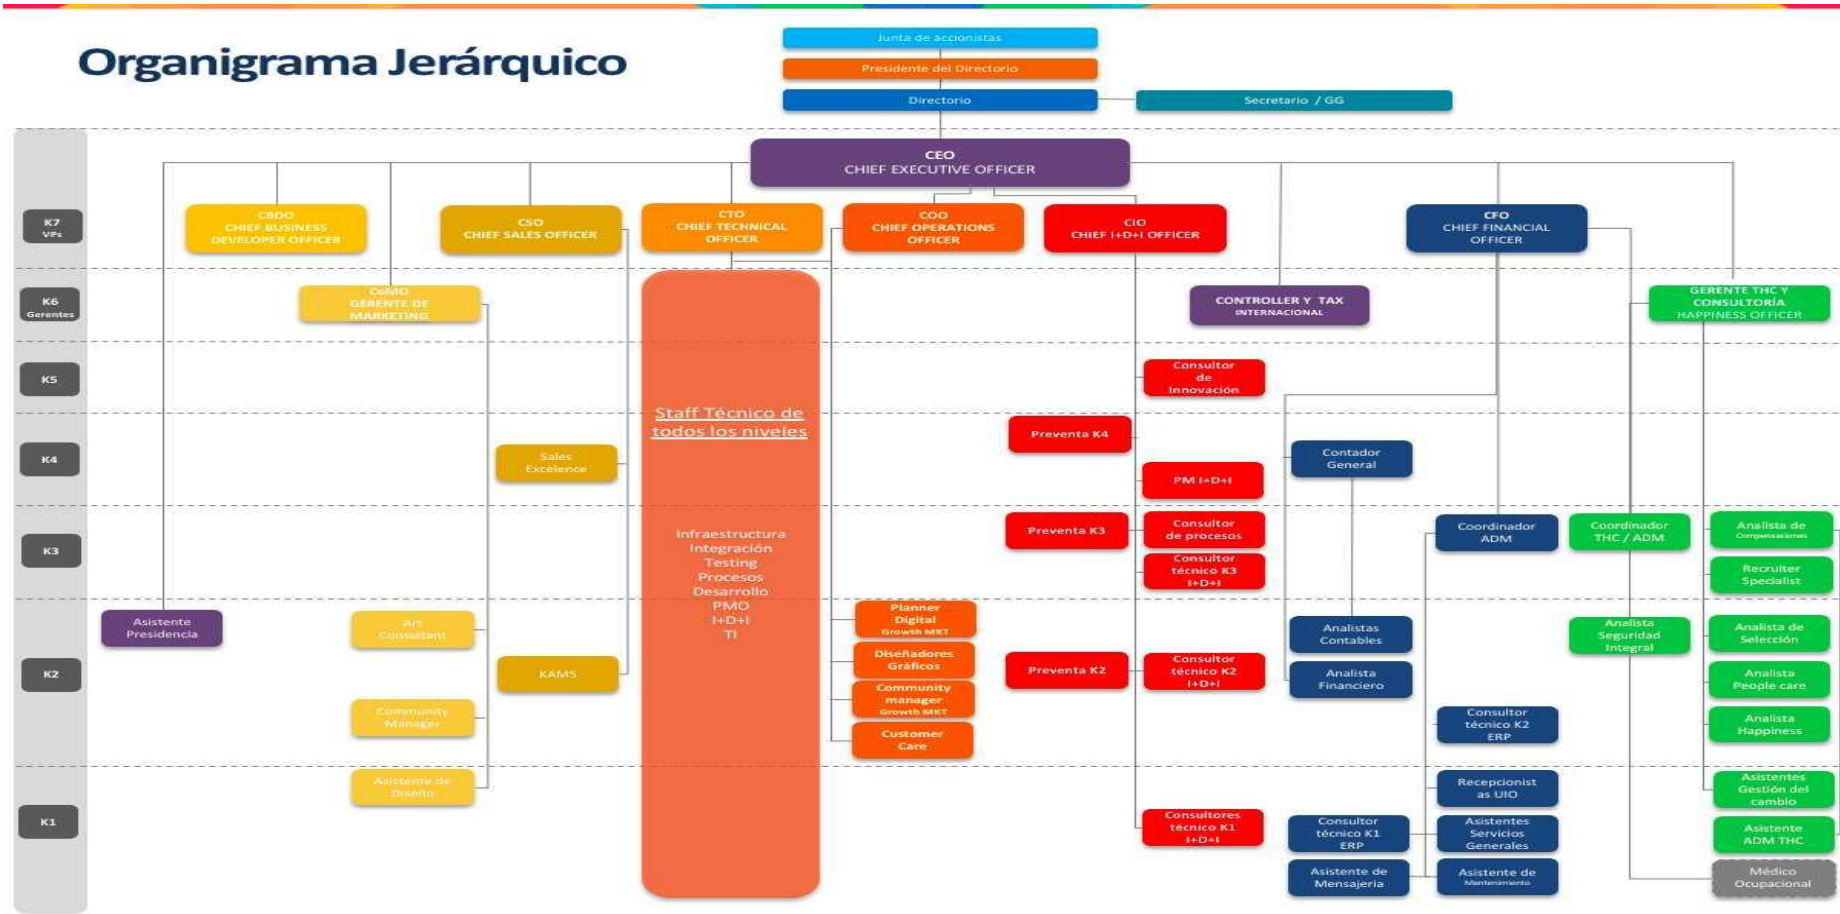 Organigrama Jerárquico
Junta de accionistas
Presidente del Directorio
Directorio
Secretario / GG
CEO
CHIEF EXECUTIVE OFFICER
K7
VPs
CBDO
CHIEF BUSINESS
DEVELOPER OFFICER
CSO
CHIEF SALES OFFICER
CTO
CHIEF TECHNICAL
OFFICER
COO
CHIEF OPERATIONS
OFFICER
CIO
CHIEF I+D+I OFFICER
CFO
CHIEF FINANCIAL
OFFICER
K6
Gerentes
CoMO
GERENTE DE
MARKETING
CONTROLLER Y TAX
INTERNACIONAL
GERENTE THC Y
CONSULTORÍA
HAPPINESS OFFICER
K5
Consultor
de
Innovación
Staff Técnico de
todos los niveles
K4
Sales
Excelence
Preventa K4
PM I+D+I
Contador
General
K3
Infraestructura
Integración
Testing
Procesos
Desarrollo
PMO
I+D+I
TI
Preventa K3
Consultor
de procesos
Consultor
técnico K3
I+D+I
Coordinador
ADM
Coordinador
THC / ADM
Analista de
Compensaciones
Recruiter
Specialist
K2
Asistente
Presidencia
Art
Consultant
KAMS
Community
Manager
Planner
Digital
Growth MKT
Diseñadores
Gráficos
Community
manager
Growth MKT
Customer
Care
Preventa K2
Consultor
técnico K2
I+D+I
Analistas
Contables
Analista
Financiero
Consultor
técnico K2
ERP
Analista
Seguridad
Integral
Analista de
Selección
Analista
People care
Analista
Happiness
K1
Asistente de
Diseño
Consultores
técnico K1
I+D+I
Consultor
técnico K1
ERP
Asistente de
Mensajeria
Recepcionist
as UIO
Asistentes
Servicios
Generales
Asistente de
Mantenimiento
Asistentes
Gestión del
cambio
Asistente
ADM THC
Médico
Ocupacional